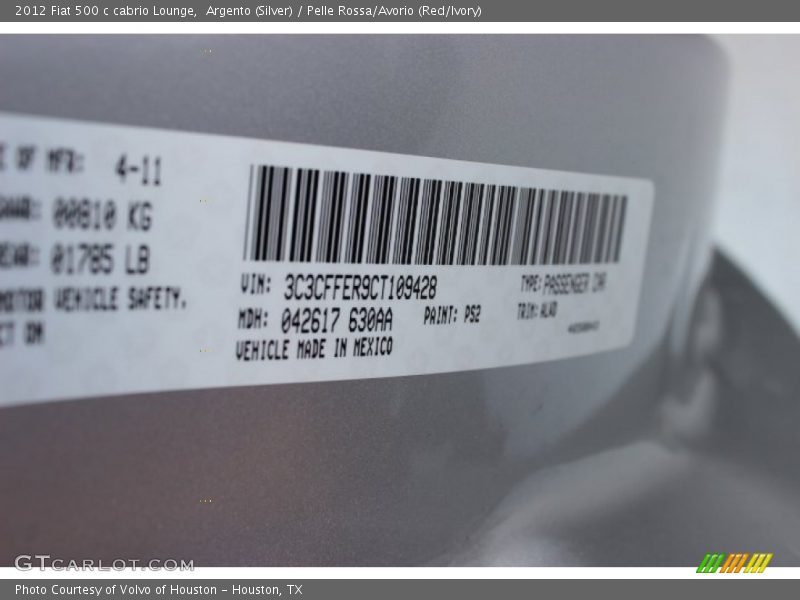 2012 Fiat 500 c cabrio Lounge, Argento (Silver) / Pelle Rossa/Avorio (Red/Ivory)
OF MFR: 4-11
00810 KG
01785 LB
MOTOR VEHICLE SAFETY.
ON
VIN: 3C3CFFER9CT109428
TYPE: PASSENGER CAR
MDH: 042617 630AA
PAINT: PS2
TRIM:
VEHICLE MADE IN MEXICO
GTCARLOT.COM
Photo Courtesy of Volvo of Houston - Houston, TX